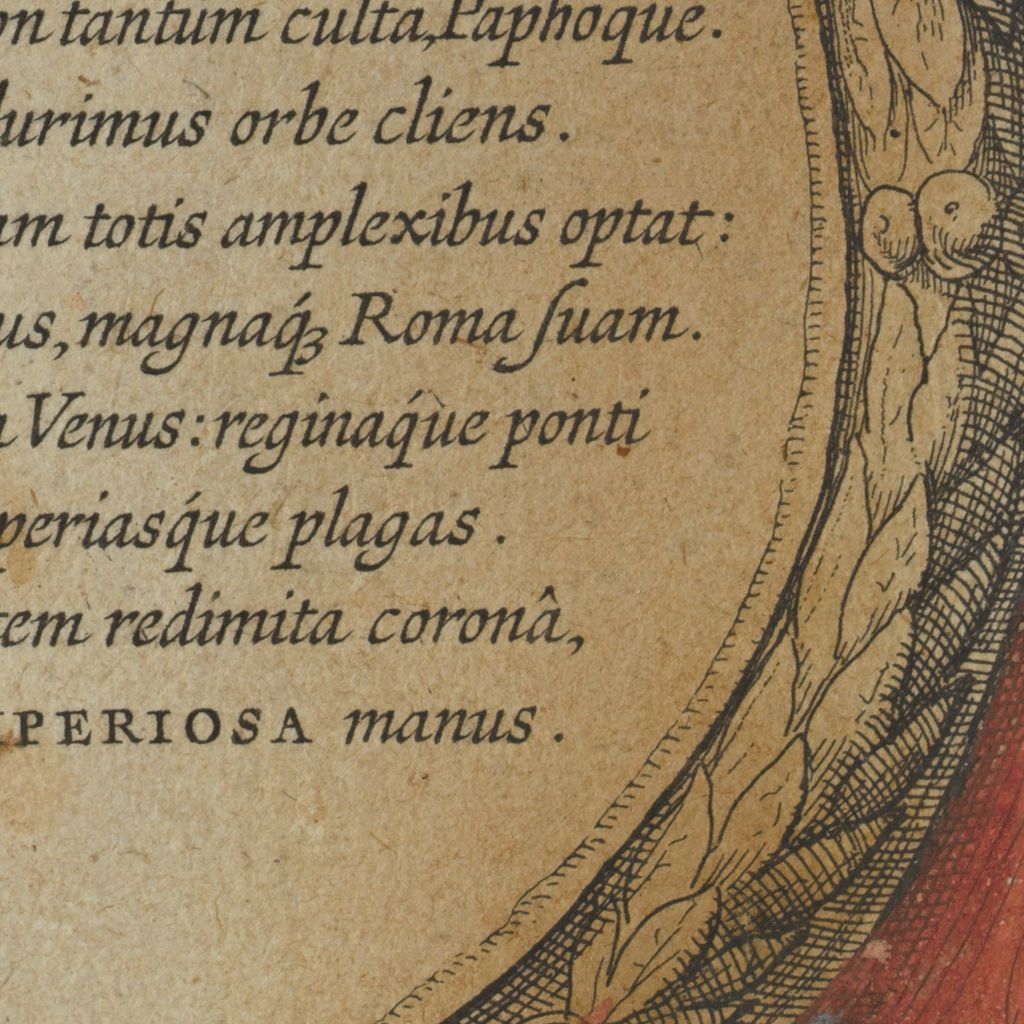 on tantum culta, Paphoque.
lurimus orbe cliens.
am totis amplexibus optat:
us, magnaq́ꝫ Roma ſuam.
a Venus: reginaq́ue ponti
periasq́ue plagas.
tem redimita coronâ,
PERIOSA manus.